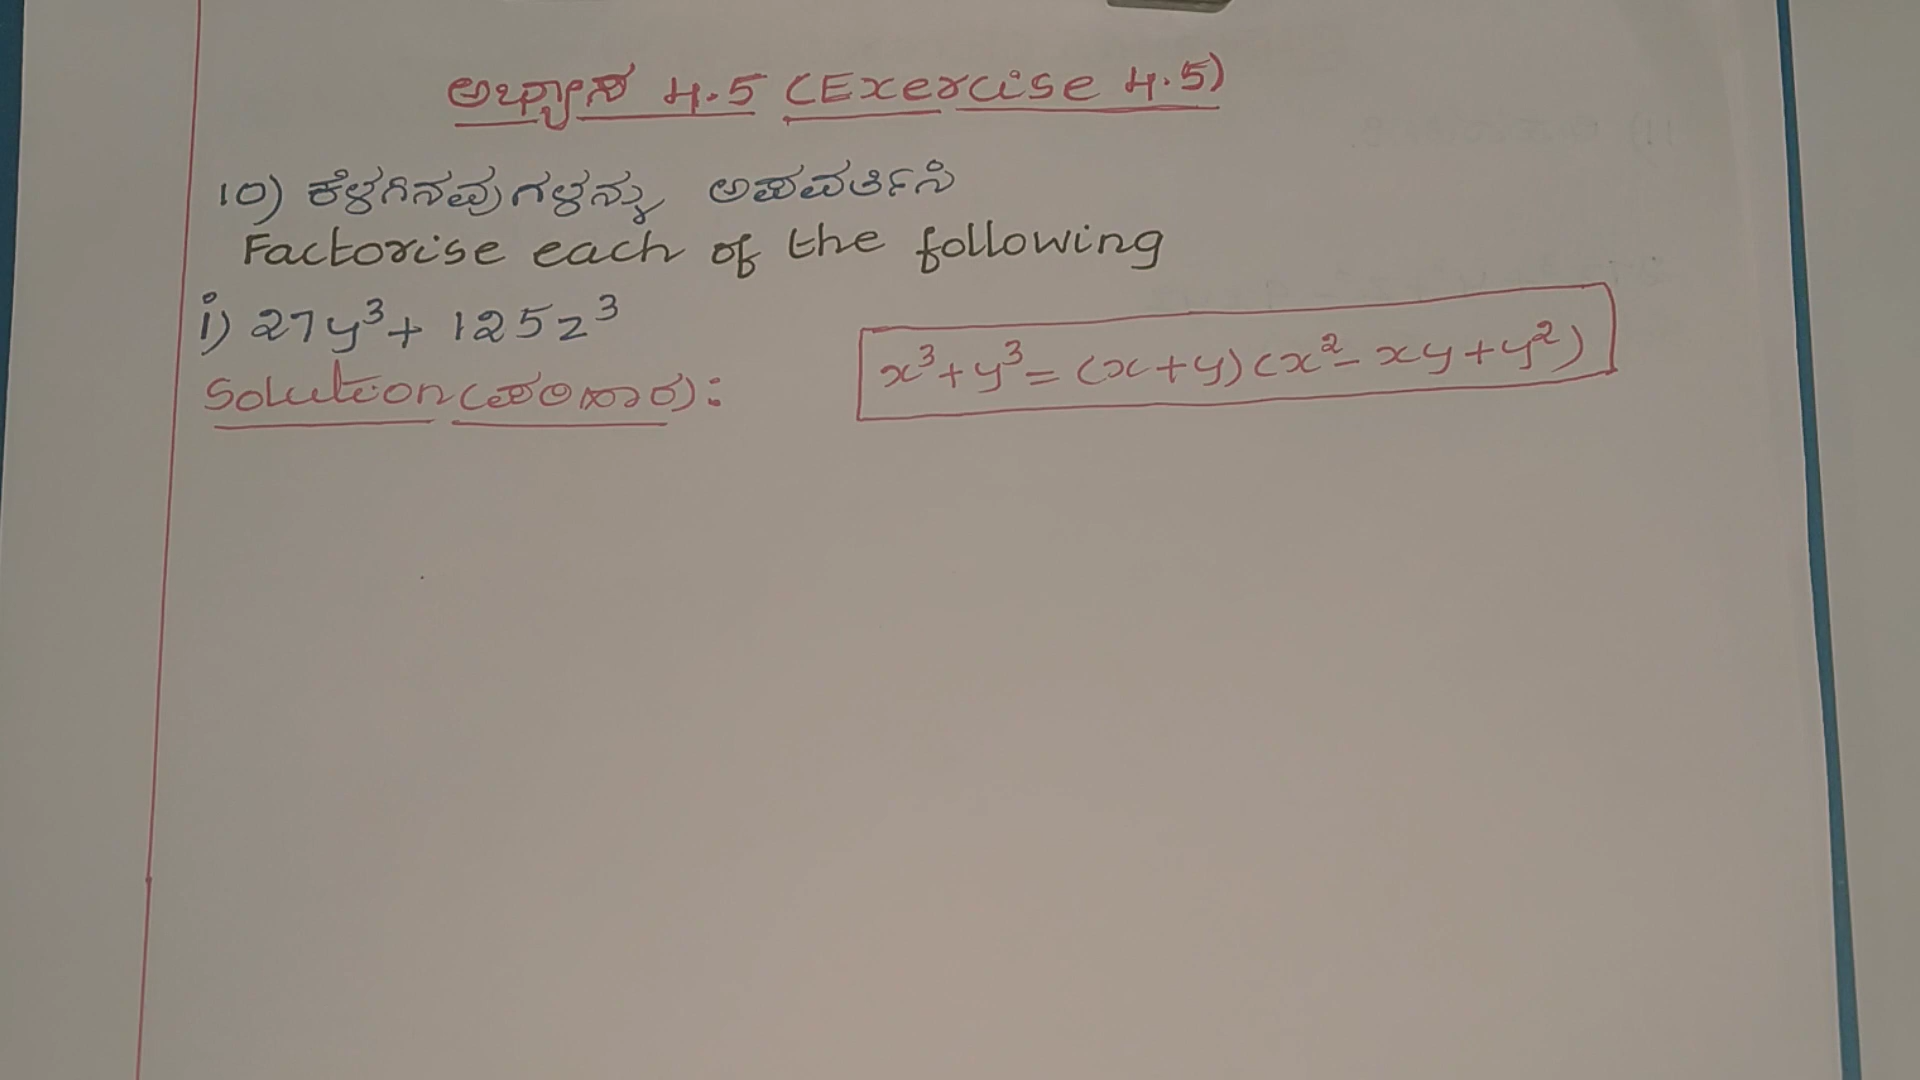 ಅಭ್ಯಾಸ 4.5 (Exercise 4.5)
10) ಕೆಳಗಿನವುಗಳನ್ನು ಅಪವರ್ತಿಸಿ
Factorise each of the following
i) 27y³ + 125z³
x³ + y³ = (x+y)(x² - xy + y²)
Solution (ಪರಿಹಾರ):